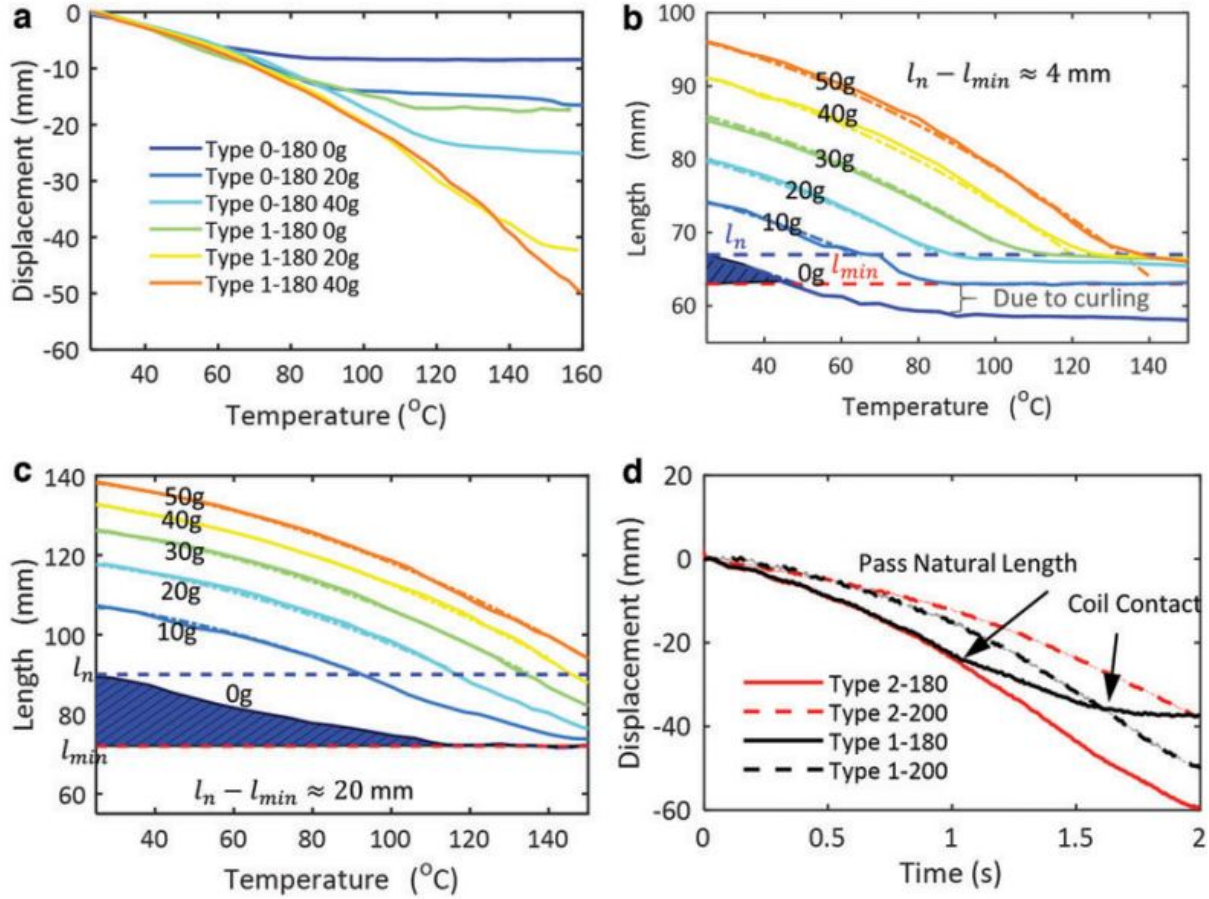 a
0
-10
-20
-30
-40
-50
-60
Displacement (mm)
Type 0-180 0g
Type 0-180 20g
Type 0-180 40g
Type 1-180 0g
Type 1-180 20g
Type 1-180 40g
40 60 80 100 120 140 160
Temperature (°C)
b
100
90
80
70
60
Length (mm)
l_n − l_min ≈ 4 mm
50g
40g
30g
20g
10g
l_n
0g
l_min
Due to curling
40 60 80 100 120 140
Temperature (°C)
c
140
120
100
l_n
80
l_min
60
Length (mm)
50g
40g
30g
20g
10g
0g
l_n − l_min ≈ 20 mm
40 60 80 100 120 140
Temperature (°C)
d
20
0
-20
-40
-60
Displacement (mm)
Pass Natural Length
Coil Contact
Type 2-180
Type 2-200
Type 1-180
Type 1-200
0 0.5 1 1.5 2
Time (s)